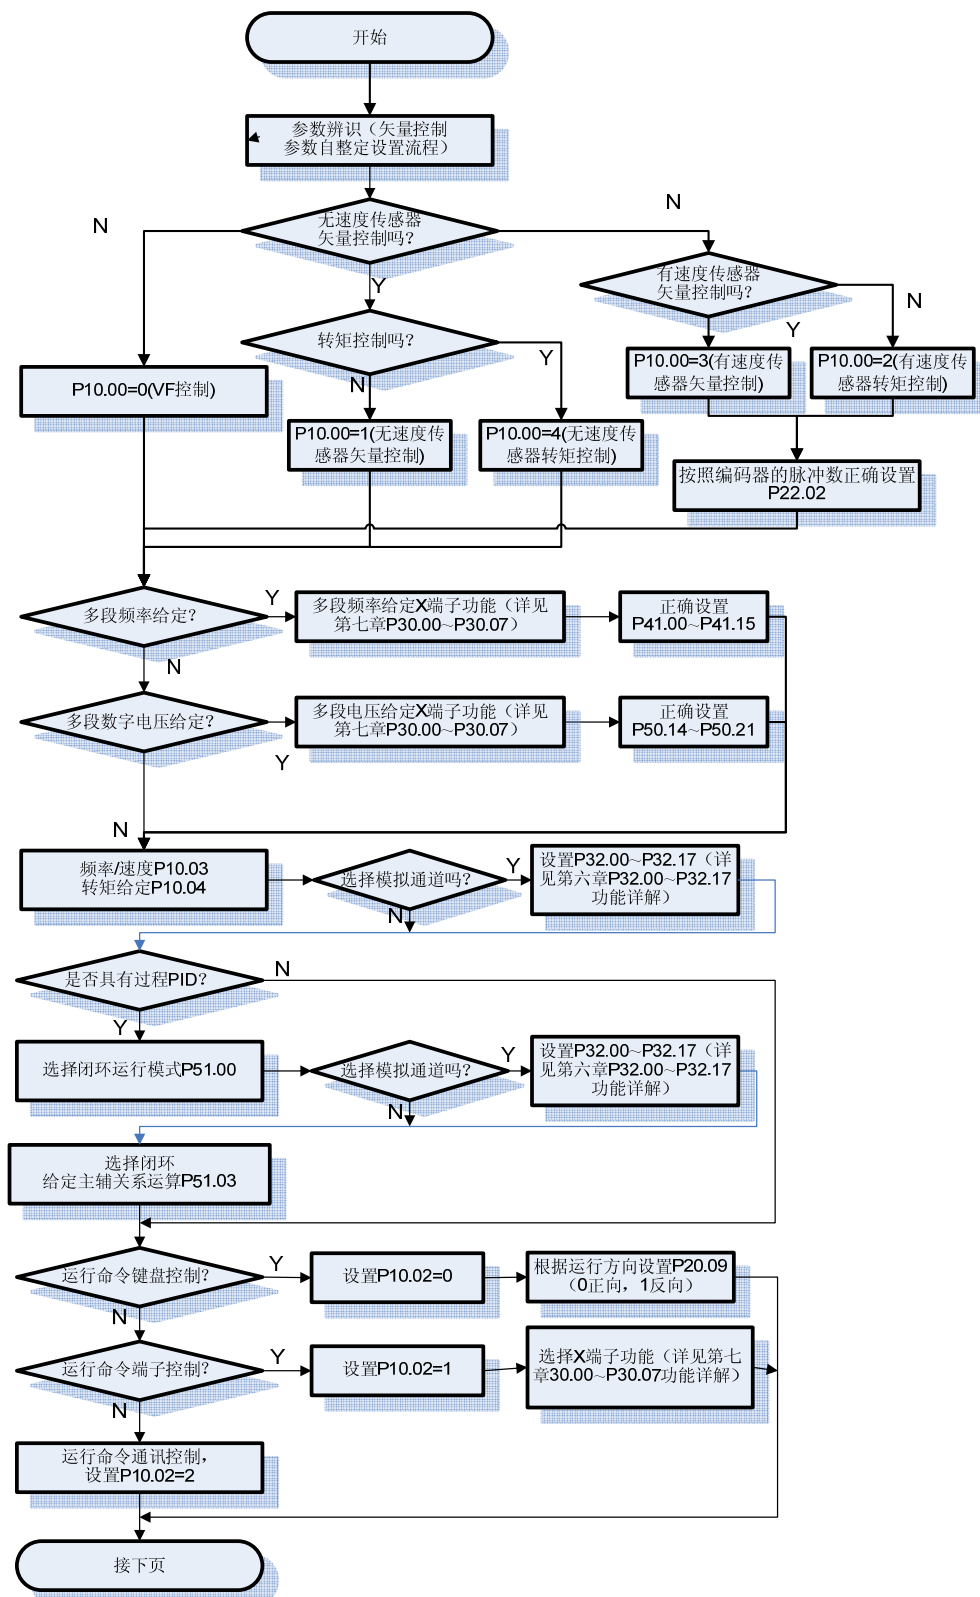 开始
参数辨识（矢量控制
参数自整定设置流程）
N
无速度传感器
矢量控制吗？
N
有速度传感器
矢量控制吗？
Y
N
Y
转矩控制吗？
Y
N
P10.00=0(VF控制)
P10.00=3(有速度传
感器矢量控制)
P10.00=2(有速度传
感器转矩控制)
P10.00=1(无速度传
感器矢量控制)
P10.00=4(无速度传
感器转矩控制)
按照编码器的脉冲数正确设置
P22.02
多段频率给定？
Y
多段频率给定X端子功能（详见
第七章P30.00~P30.07）
正确设置
P41.00~P41.15
N
多段数字电压给定？
Y
多段电压给定X端子功能（详见
第七章P30.00~P30.07）
正确设置
P50.14~P50.21
N
频率/速度P10.03
转矩给定P10.04
选择模拟通道吗？
Y
设置P32.00~P32.17（详
见第六章P32.00~P32.17
功能详解）
N
是否具有过程PID？
N
Y
选择闭环运行模式P51.00
选择模拟通道吗？
Y
设置P32.00~P32.17（详
见第六章P32.00~P32.17
功能详解）
N
选择闭环
给定主辅关系运算P51.03
运行命令键盘控制？
Y
设置P10.02=0
根据运行方向设置P20.09
（0正向，1反向）
N
运行命令端子控制？
Y
设置P10.02=1
选择X端子功能（详见第七
章30.00~P30.07功能详解）
N
运行命令通讯控制，
设置P10.02=2
接下页